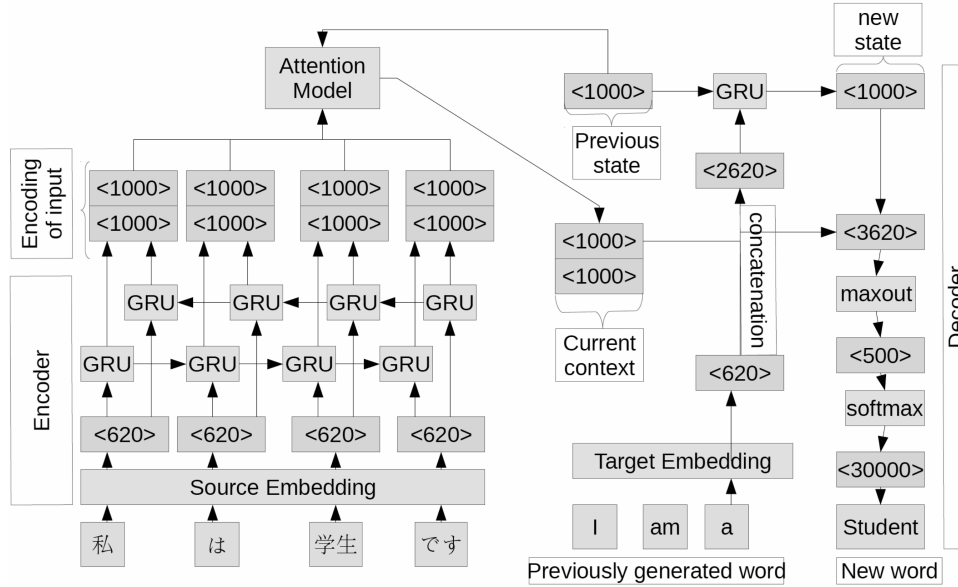 new
state
Attention
Model
<1000>
GRU
<1000>
Previous
state
<2620>
Encoding
of input
<1000>
<1000>
<1000>
<1000>
<1000>
<1000>
<1000>
<1000>
<1000>
<1000>
concatenation
<3620>
maxout
Decoder
GRU
GRU
GRU
GRU
Current
context
<500>
GRU
GRU
GRU
GRU
<620>
softmax
Encoder
<620>
<620>
<620>
<620>
Target Embedding
<30000>
Source Embedding
私
は
学生
です
I
am
a
Student
Previously generated word
New word